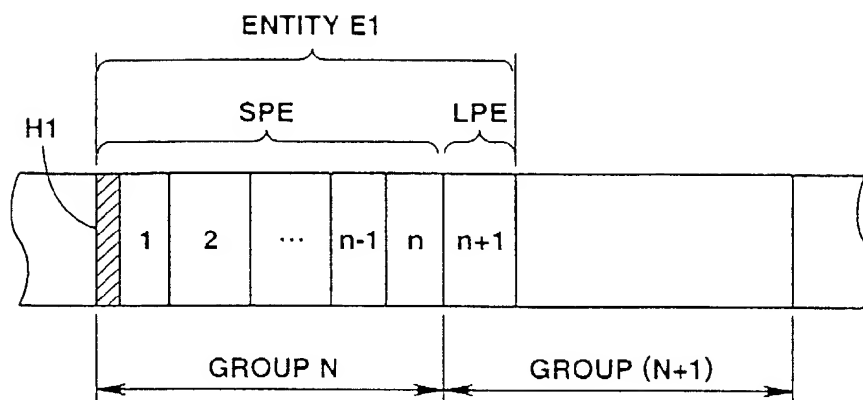 ENTITY E1
SPE
LPE
H1
1 2 ··· n-1 n n+1
GROUP N
GROUP (N+1)